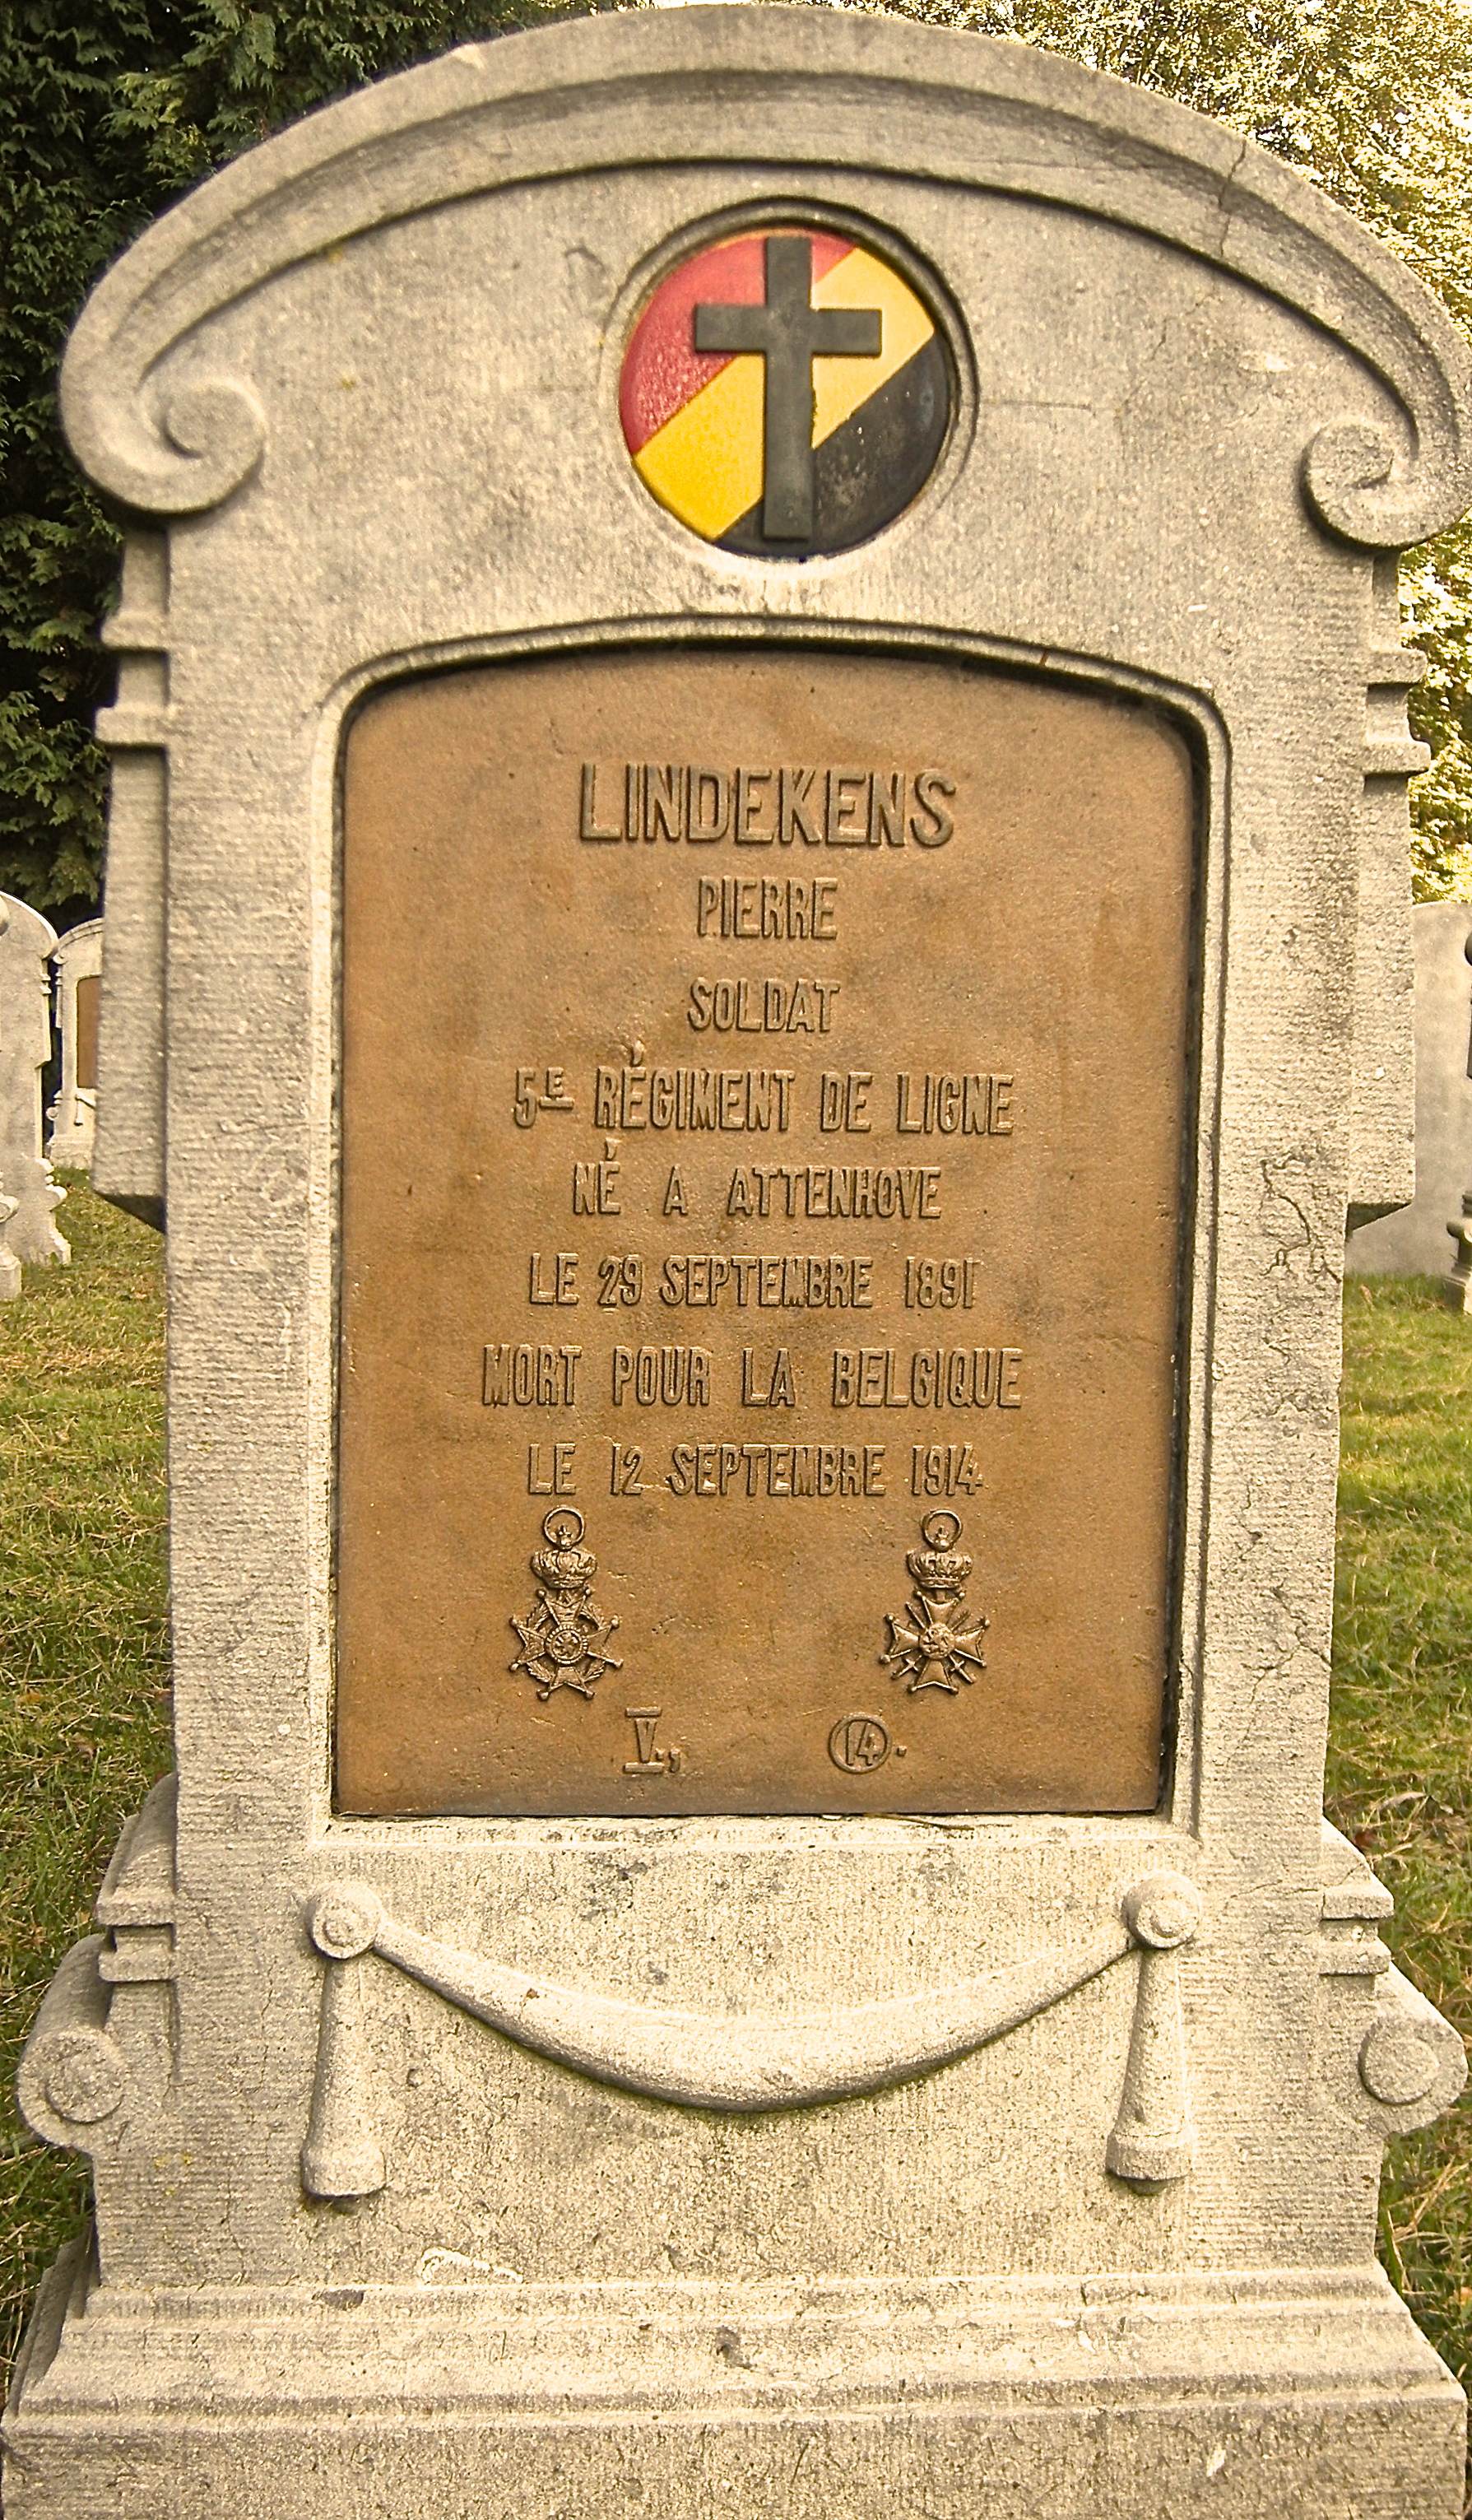 LINDEKENS
PIERRE
SOLDAT
5E RÉGIMENT DE LIGNE
NÉ A ATTENHOVE
LE 29 SEPTEMBRE 1891
MORT POUR LA BELGIQUE
LE 12 SEPTEMBRE 1914
V., 14.